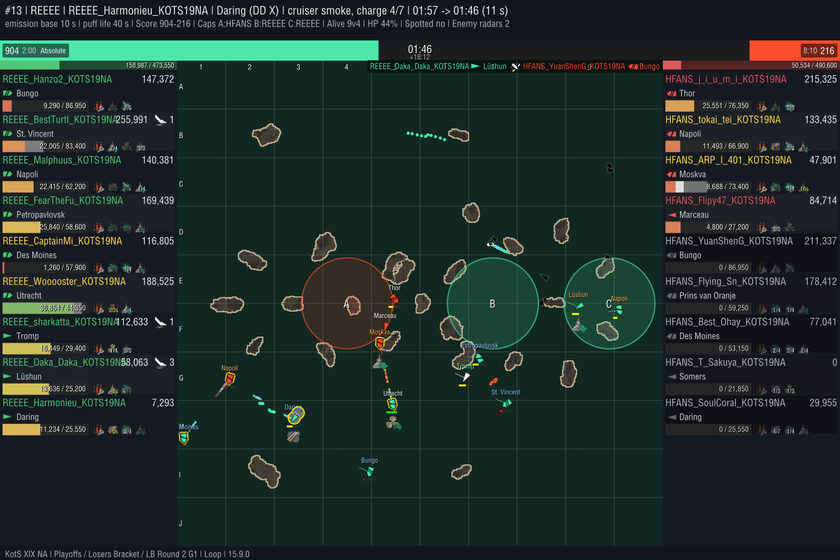 #13 | REEEE | REEEE_Harmonieu_KOTS19NA | Daring (DD X) | cruiser smoke, charge 4/7 | 01:57 -> 01:46 (11 s)
emission base 10 s | puff life 40 s | Score 904-216 | Caps A:HFANS B:REEEE C:REEEE | Alive 9v4 | HP 44% | Spotted no | Enemy radars 2
904 2:00 Absolute
01:46
+18:12
8:10 216
158,987 / 473,550
REEEE_Daka_Daka_KOTS19NA Lüshun HFANS_YuanShenG_KOTS19NA Bungo
50,534 / 490,600
1 2 3 4
A
B
C
D
E
F
G
I
J
REEEE_Hanzo2_KOTS19NA 147,372
Bungo
9,290 / 86,950
REEEE_BestTurtl_KOTS19NA 255,991 1
St. Vincent
22,005 / 83,400
REEEE_Malphuus_KOTS19NA 140,381
Napoli
22,415 / 62,200
REEEE_FearTheFu_KOTS19NA 169,439
Petropavlovsk
25,840 / 58,600
REEEE_CaptainMi_KOTS19NA 116,805
Des Moines
1,260 / 57,900
REEEE_Wooooster_KOTS19NA 188,525
Utrecht
REEEE_sharkatta_KOTS19NA 112,633 1
Tromp
18,649 / 29,400
REEEE_Daka_Daka_KOTS19NA 58,063 3
Lüshun
13,636 / 25,200
REEEE_Harmonieu_KOTS19NA 7,293
Daring
11,234 / 25,550
HFANS_j_i_u_m_i_KOTS19NA 215,325
Thor
25,551 / 76,350
HFANS_tokai_tei_KOTS19NA 133,435
Napoli
11,493 / 66,900
HFANS_ARP_I_401_KOTS19NA 47,901
Moskva
8,688 / 73,400
HFANS_Flipy47_KOTS19NA 84,714
Marceau
4,800 / 27,200
HFANS_YuanShenG_KOTS19NA 211,337
Bungo
0 / 86,950
HFANS_Flying_Sn_KOTS19NA 178,412
Prins van Oranje
0 / 59,250
HFANS_Best_Ohay_KOTS19NA 77,041
Des Moines
0 / 53,150
HFANS_T_Sakuya_KOTS19NA 0
Somers
0 / 21,850
HFANS_SoulCoral_KOTS19NA 29,955
Daring
0 / 25,550
A
B
C
Thor
Marceau
Moskva
Lüshun
Napoli
Petropavlovsk
Tromp
Napoli
Utrecht
St. Vincent
Bungo
KotS XIX NA | Playoffs / Losers Bracket / LB Round 2 G1 | Loop | 15.9.0